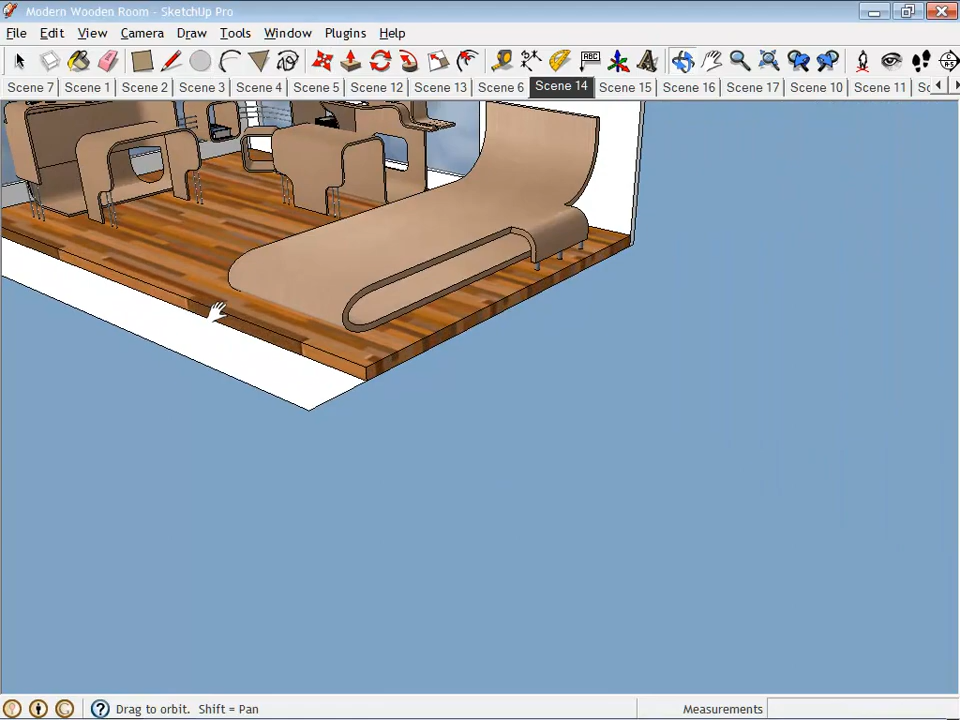 Modern Wooden Room - SketchUp Pro
File Edit View Camera Draw Tools Window Plugins Help
ABC
Scene 7 Scene 1 Scene 2 Scene 3 Scene 4 Scene 5 Scene 12 Scene 13 Scene 6 Scene 14 Scene 15 Scene 16 Scene 17 Scene 10 Scene 11 Sc
Drag to orbit. Shift = Pan Measurements